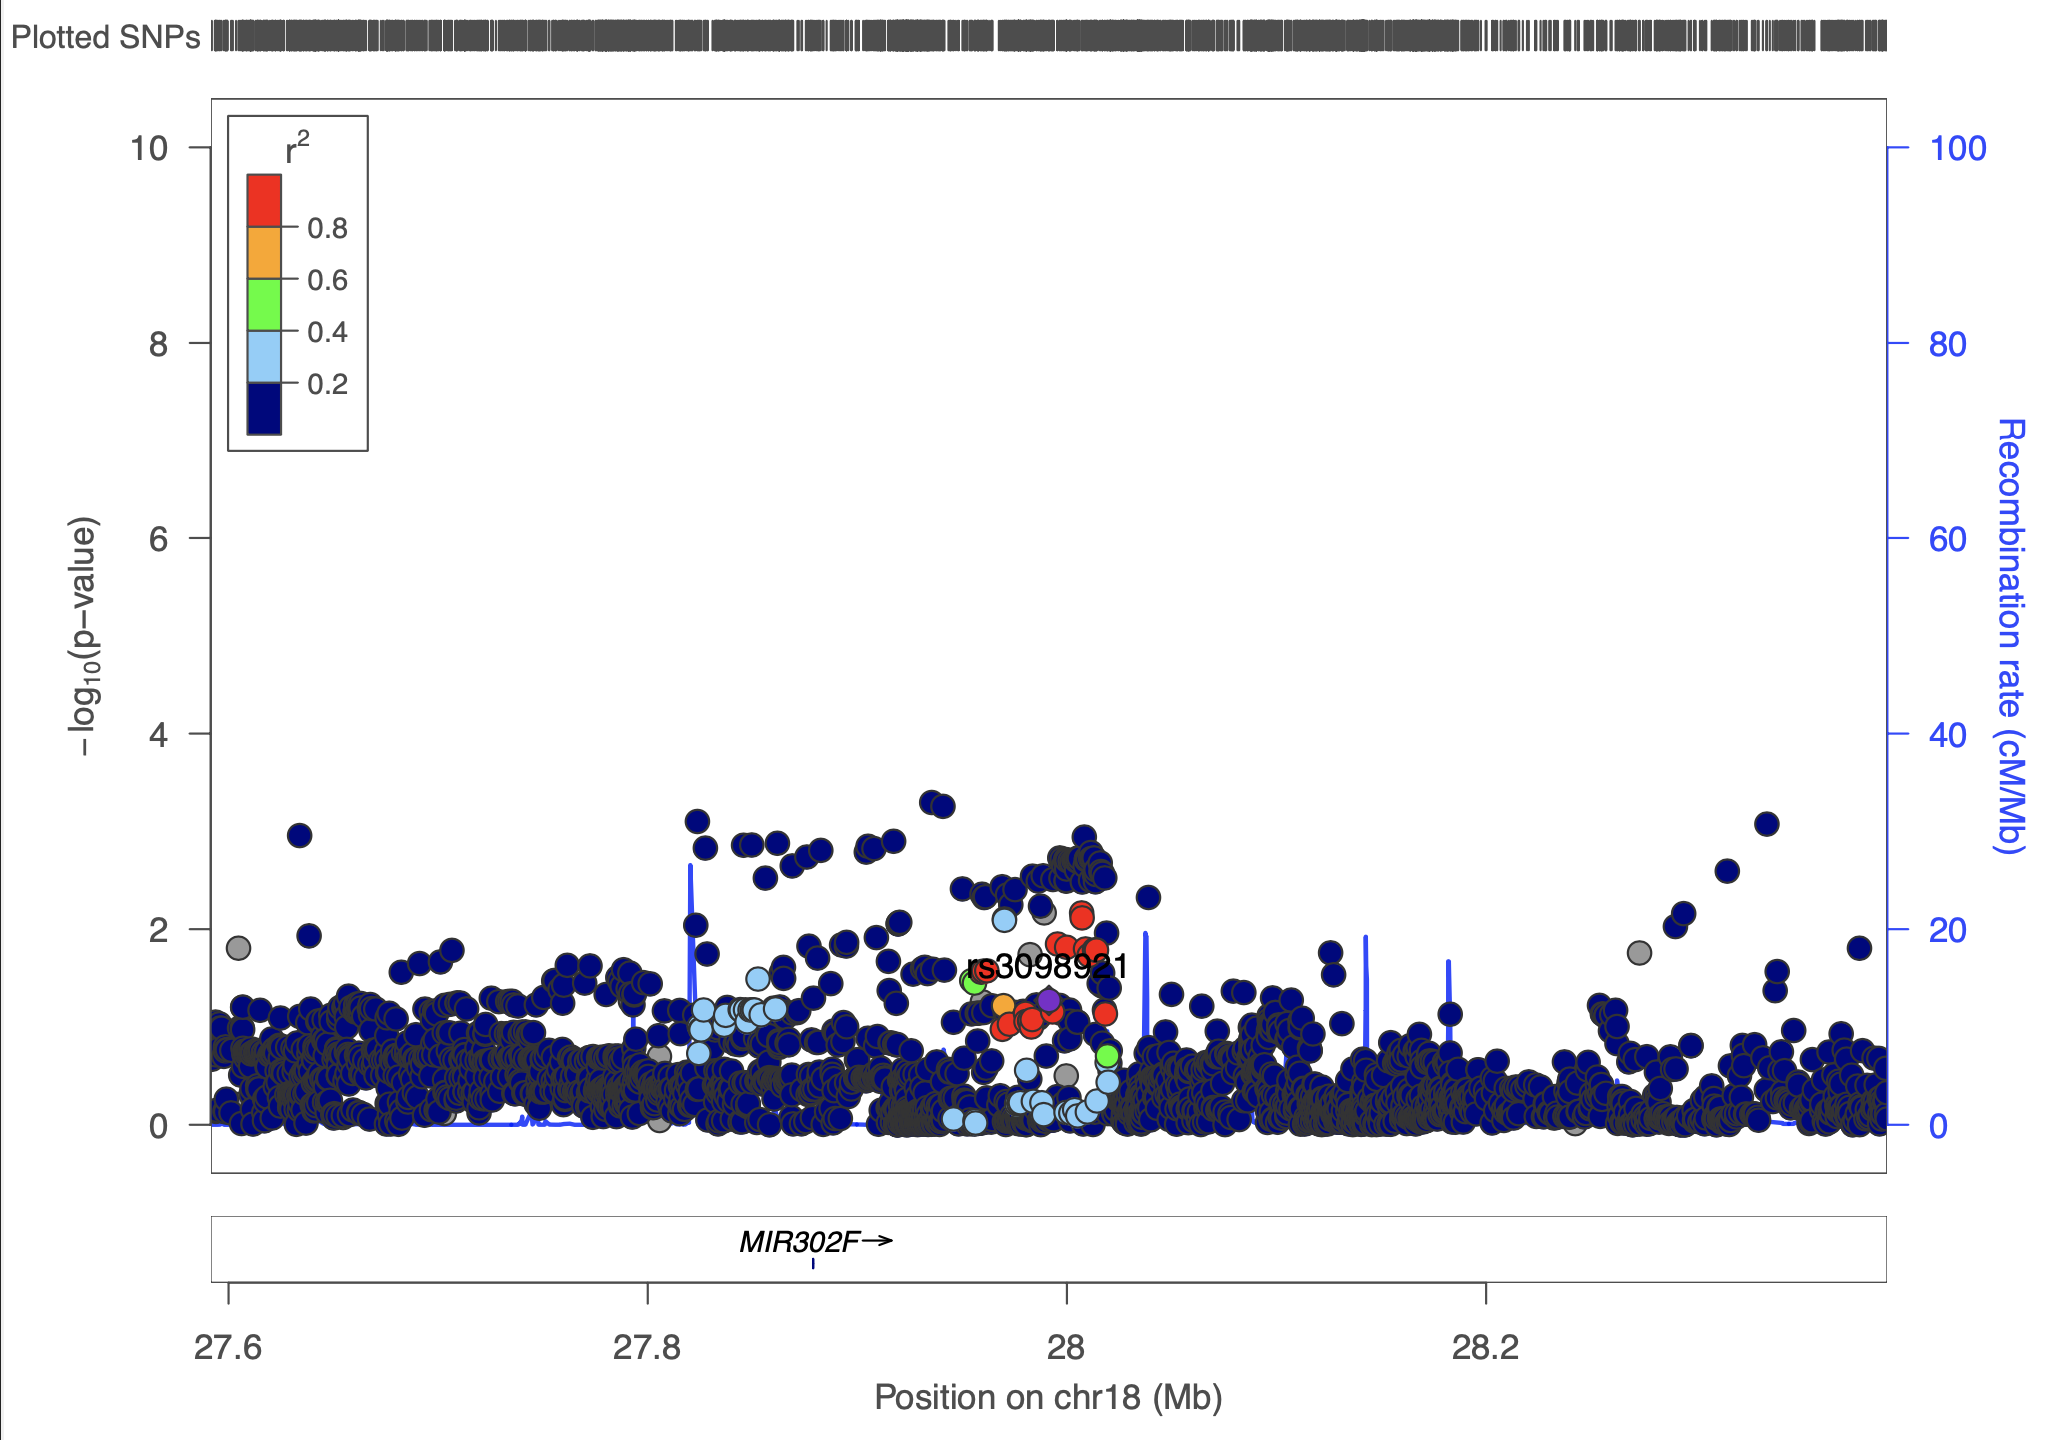 Plotted SNPs
r2
0.8
0.6
0.4
0.2
10
8
6
4
2
0
−log10(p−value)
100
80
60
40
20
0
Recombination rate (cM/Mb)
rs3098921
MIR302F→
27.6
27.8
28
28.2
Position on chr18 (Mb)